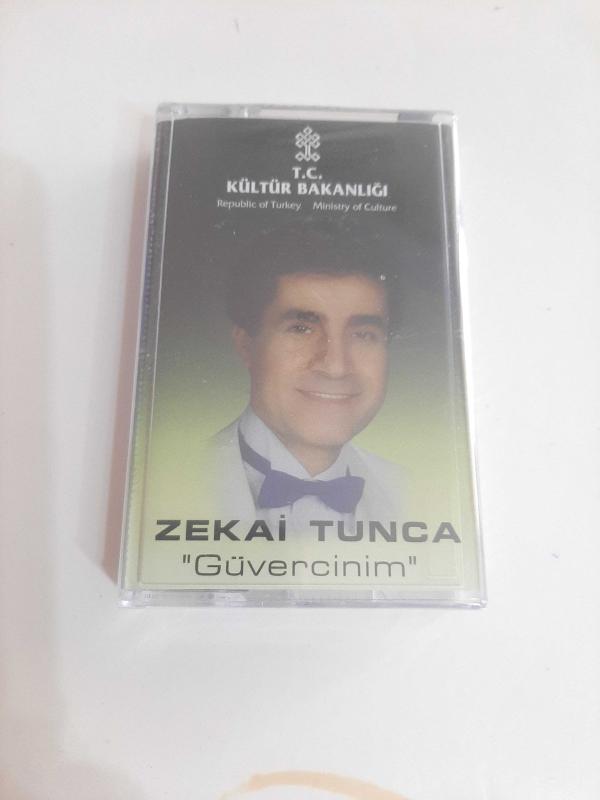 T.C.
KÜLTÜR BAKANLIĞI
Republic of Turkey Ministry of Culture
ZEKAİ TUNCA
"Güvercinim"